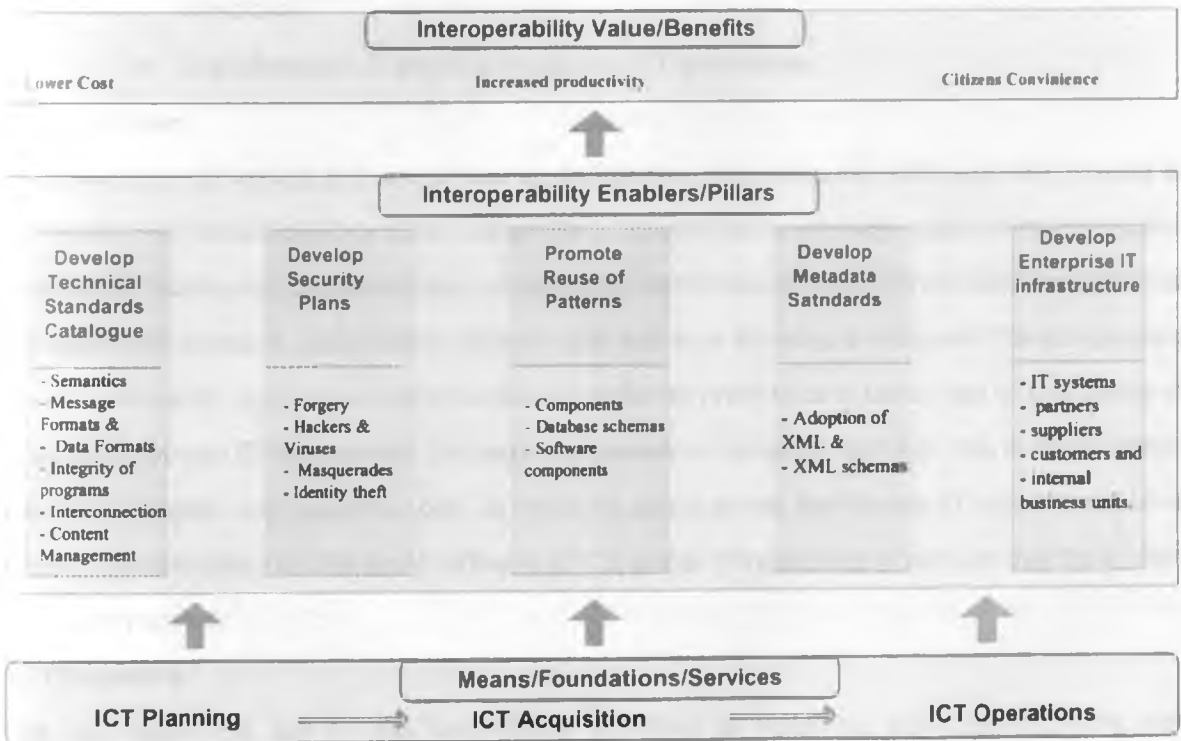 Interoperability Value/Benefits
Lower Cost
Increased productivity
Citizens Convinience
Interoperability Enablers/Pillars
Develop
Technical
Standards
Catalogue
- Semantics
- Message
Formats &
- Data Formats
- Integrity of
programs
- Interconnection
- Content
Management
Develop
Security
Plans
- Forgery
- Hackers &
Viruses
- Masquerades
- Identity theft
Promote
Reuse of
Patterns
- Components
- Database schemas
- Software
components
Develop
Metadata
Satndards
- Adoption of
XML &
- XML schemas
Develop
Enterprise IT
infrastructure
- IT systems
- partners
- suppliers
- customers and
- internal
business units.
Means/Foundations/Services
ICT Planning
ICT Acquisition
ICT Operations